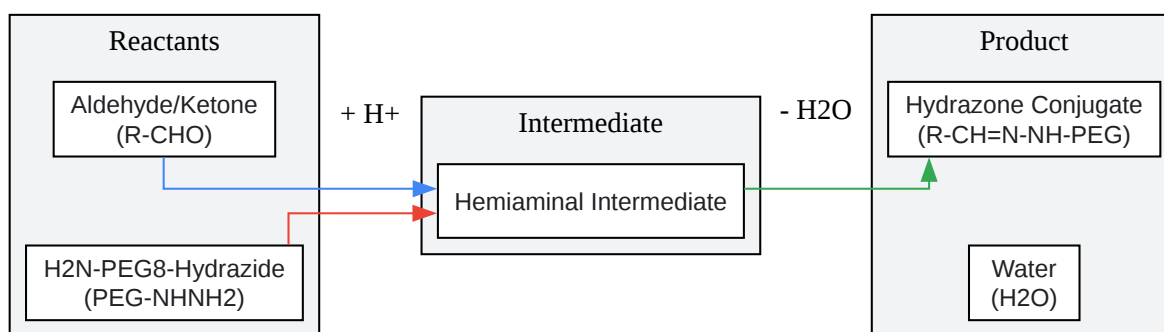 Reactants
Aldehyde/Ketone
(R-CHO)
H2N-PEG8-Hydrazide
(PEG-NHNH2)
+ H+
Intermediate
Hemiaminal Intermediate
- H2O
Product
Hydrazone Conjugate
(R-CH=N-NH-PEG)
Water
(H2O)